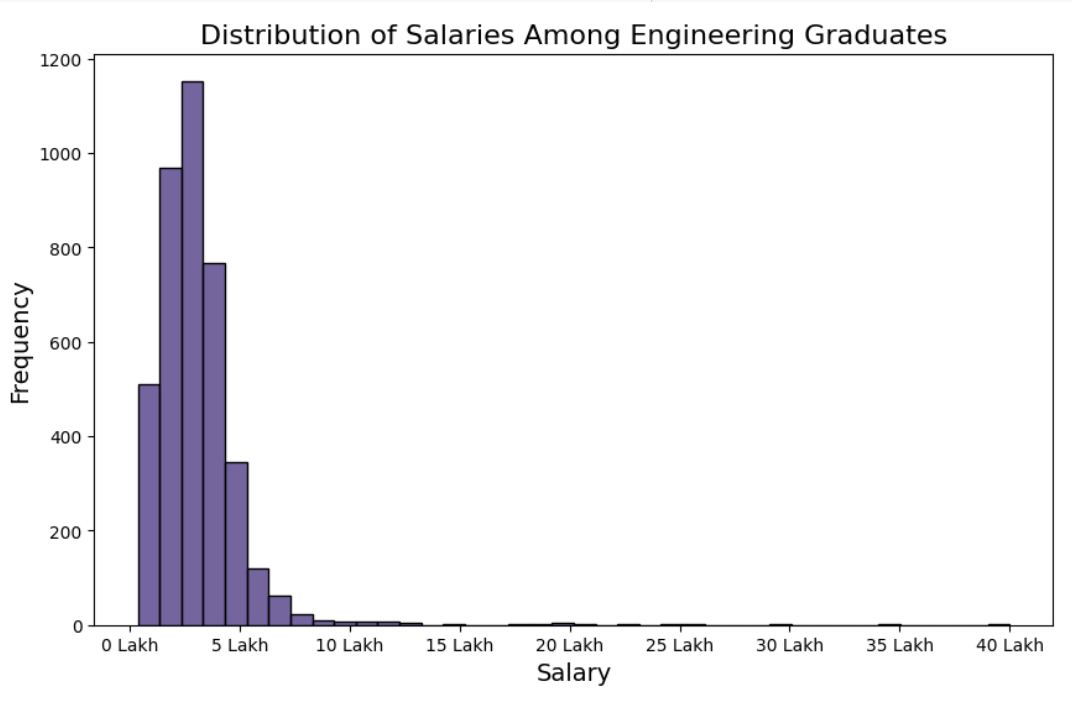 Distribution of Salaries Among Engineering Graduates
1200
1000
800
600
400
200
0
Frequency
0 Lakh 5 Lakh 10 Lakh 15 Lakh 20 Lakh 25 Lakh 30 Lakh 35 Lakh 40 Lakh
Salary